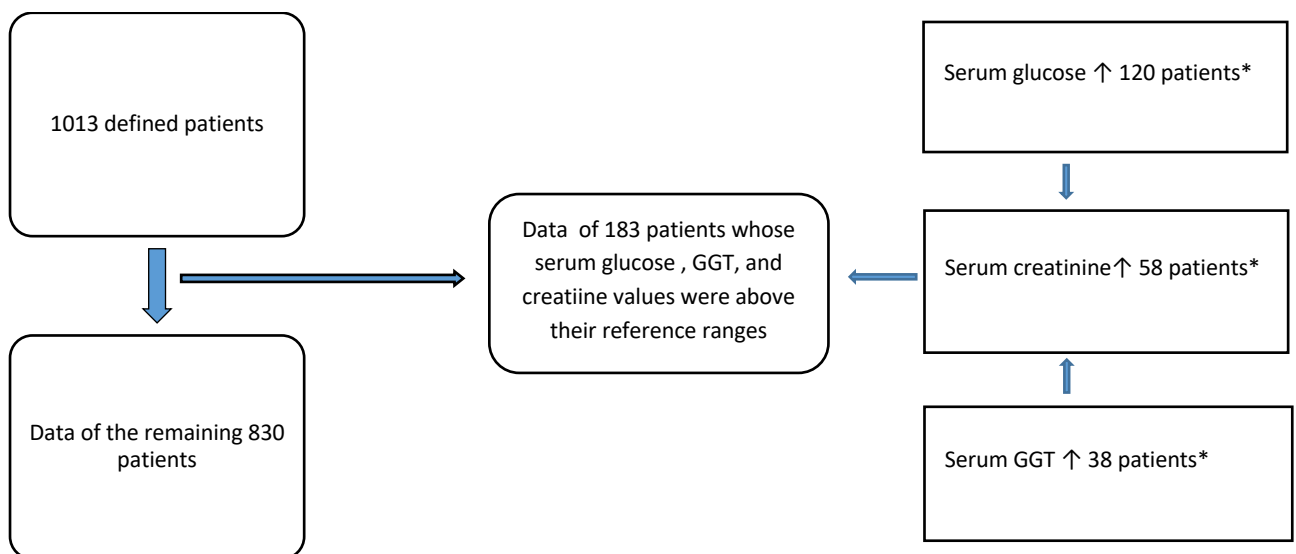 1013 defined patients
Data of the remaining 830
patients
Data of 183 patients whose
serum glucose , GGT, and
creatiine values were above
their reference ranges
Serum glucose ↑ 120 patients*
Serum creatinine↑ 58 patients*
Serum GGT ↑ 38 patients*